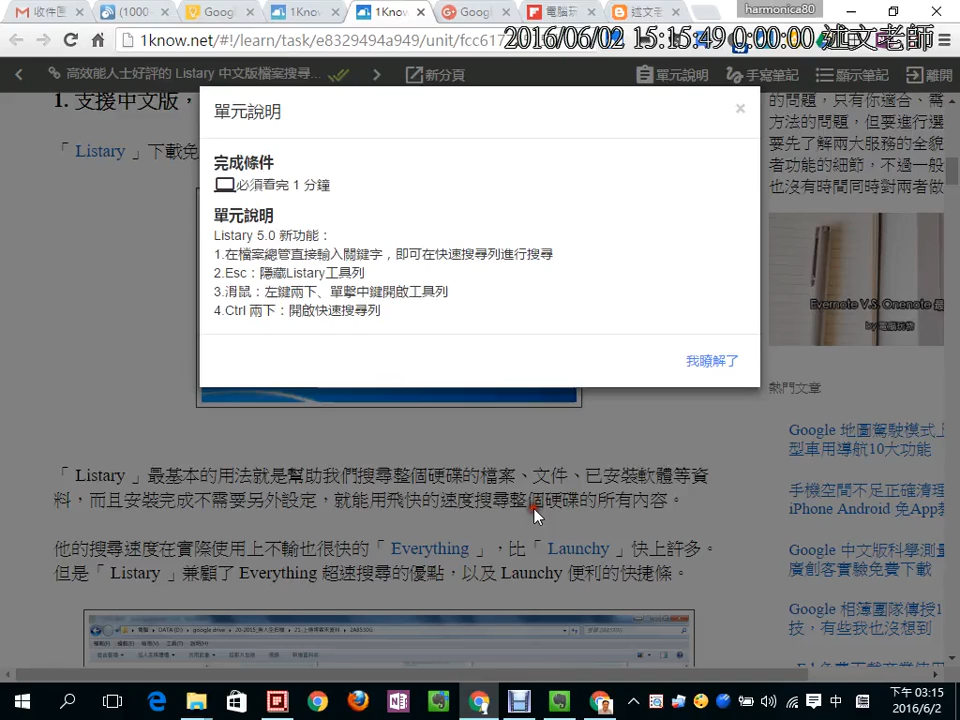 收件匣
(1000
Googl
1Know
1Know
Googl
電腦玩
述文老
harmonica80
1know.net/#!/learn/task/e8329494a949/unit/fcc617
2016/06/02 15:15:49 0:00:00 述文老師
高效能人士好評的 Listary 中文版檔案搜尋...
新分頁
單元說明
手寫筆記
顯示筆記
離開
1. 支援中文版，
「 Listary 」下載免
單元說明
×
完成條件
必須看完 1 分鐘
單元說明
Listary 5.0 新功能：
1.在檔案總管直接輸入關鍵字，即可在快速搜尋列進行搜尋
2.Esc：隱藏Listary工具列
3.滑鼠：左鍵兩下、單擊中鍵開啟工具列
4.Ctrl 兩下：開啟快速搜尋列
我瞭解了
的問題，只有你適合、需
方法的問題，但要進行選
要先了解兩大服務的全貌
者功能的細節，不過一般
也沒有時間同時對兩者做
Evernote V.S. Onenote 最
by 電腦玩物
熱門文章
Google 地圖駕駛模式上
型車用導航10大功能
手機空間不足正確清理
iPhone Android 免App
Google 中文版科學測量
廣創客實驗免費下載
Google 相簿團隊傳授1
技，有些我也沒想到
「 Listary 」最基本的用法就是幫助我們搜尋整個硬碟的檔案、文件、已安裝軟體等資
料，而且安裝完成不需要另外設定，就能用飛快的速度搜尋整個硬碟的所有內容。
他的搜尋速度在實際使用上不輸也很快的「 Everything 」，比「 Launchy 」快上許多。
但是「 Listary 」兼顧了 Everything 超速搜尋的優點，以及 Launchy 便利的快捷條。
中
下午 03:15
2016/6/2